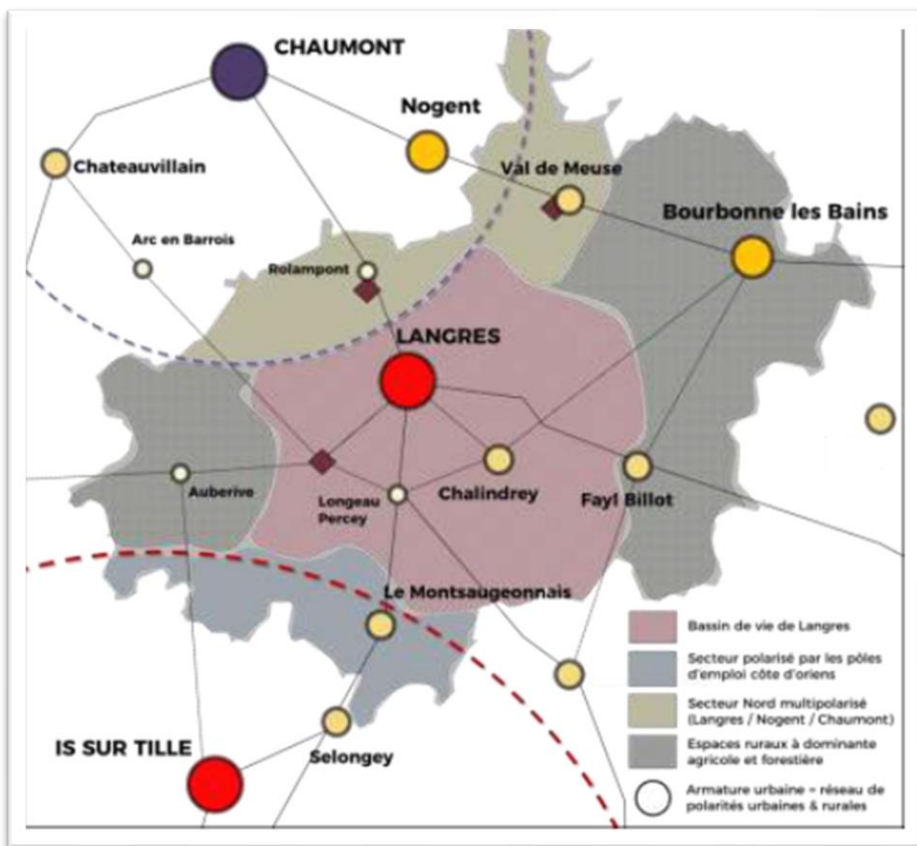 CHAUMONT
Nogent
Chateauvillain
Val de Meuse
Bourbonne les Bains
Arc en Barrois
Rolampont
LANGRES
Auberive
Longeau
Percey
Chalindrey
Fayl Billot
Le Montsaugeonnais
IS SUR TILLE
Selongey
Bassin de vie de Langres
Secteur polarisé par les pôles
d'emploi côte d'oriens
Secteur Nord multipolarisé
(Langres / Nogent / Chaumont)
Espaces ruraux à dominante
agricole et forestière
Armature urbaine = réseau de
polarités urbaines & rurales